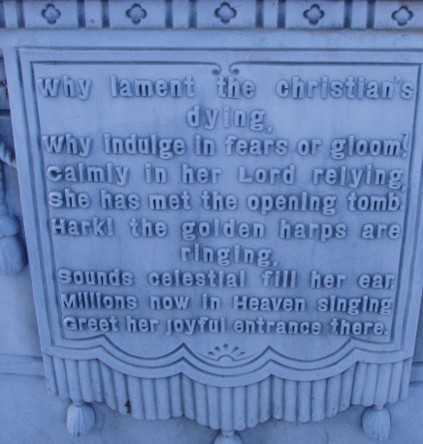 Why lament the christian's
dying,
Why indulge in fears or gloom?
Calmly in her Lord relying,
She has met the opening tomb.
Hark! the golden harps are
ringing,
Sounds celestial fill her ear,
Millions now in Heaven singing
Greet her joyful entrance there.